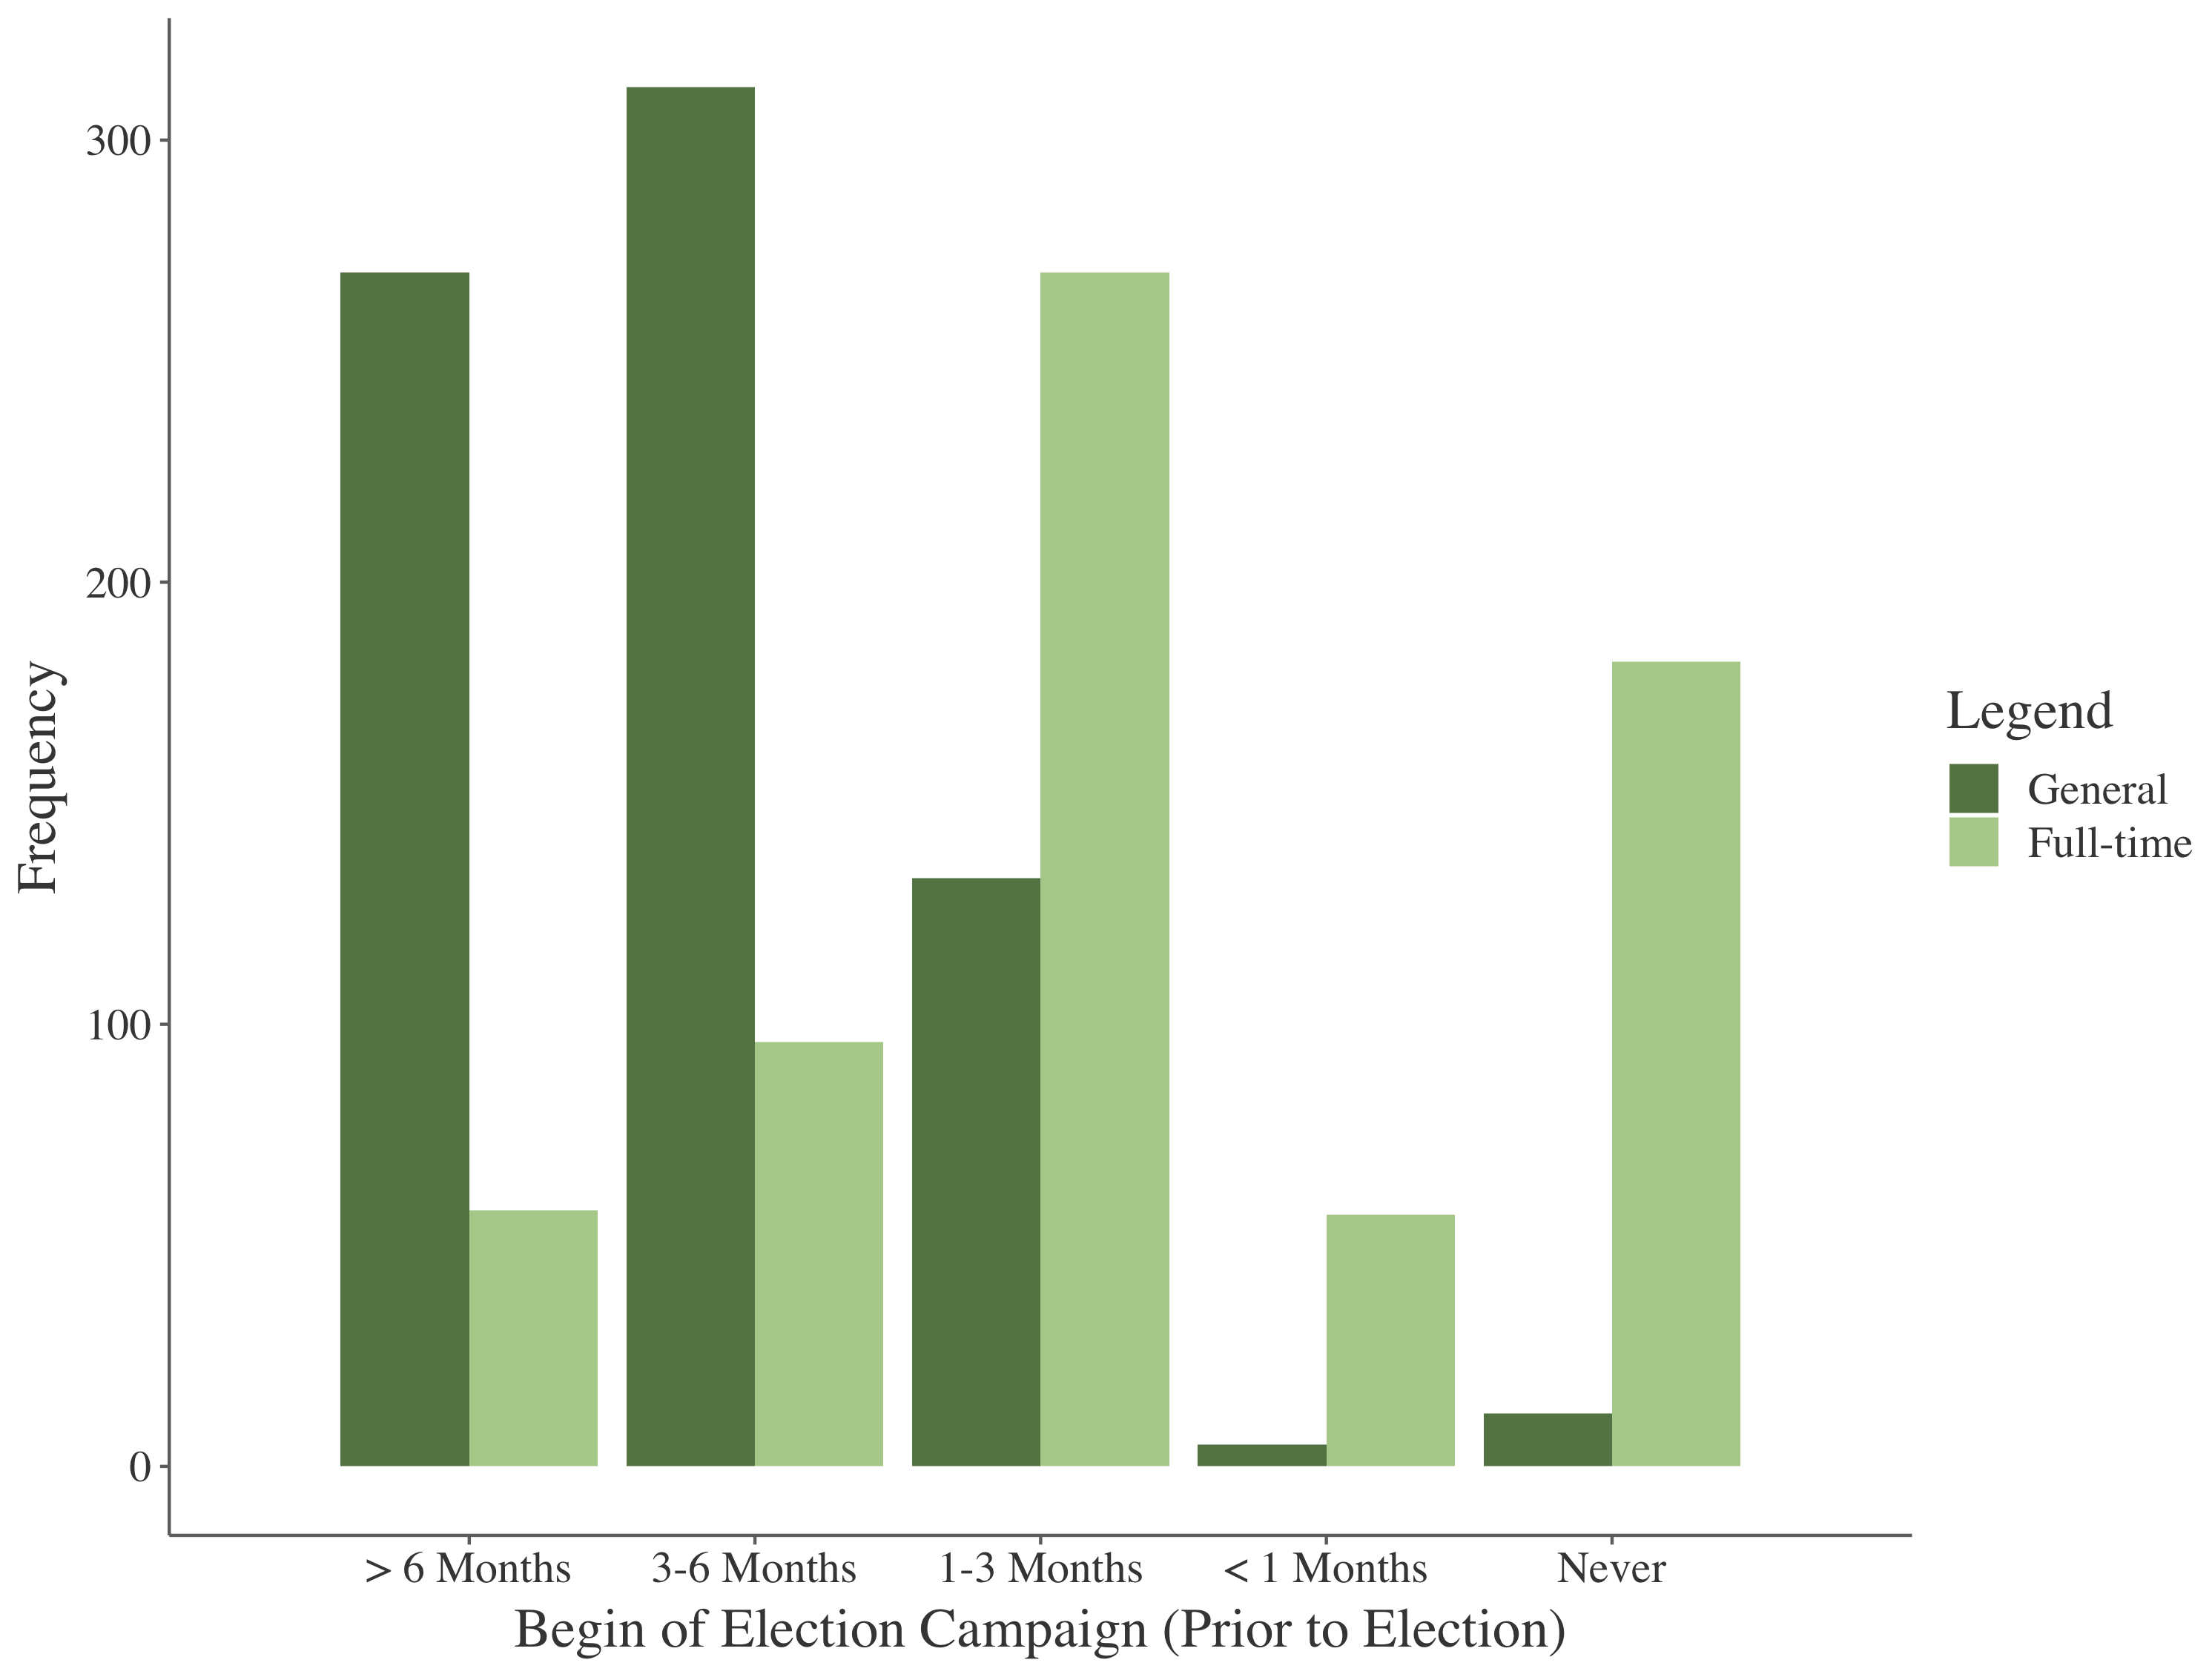 Frequency
300
200
100
0
> 6 Months
3-6 Months
1-3 Months
< 1 Months
Never
Begin of Election Campaign (Prior to Election)
Legend
General
Full-time